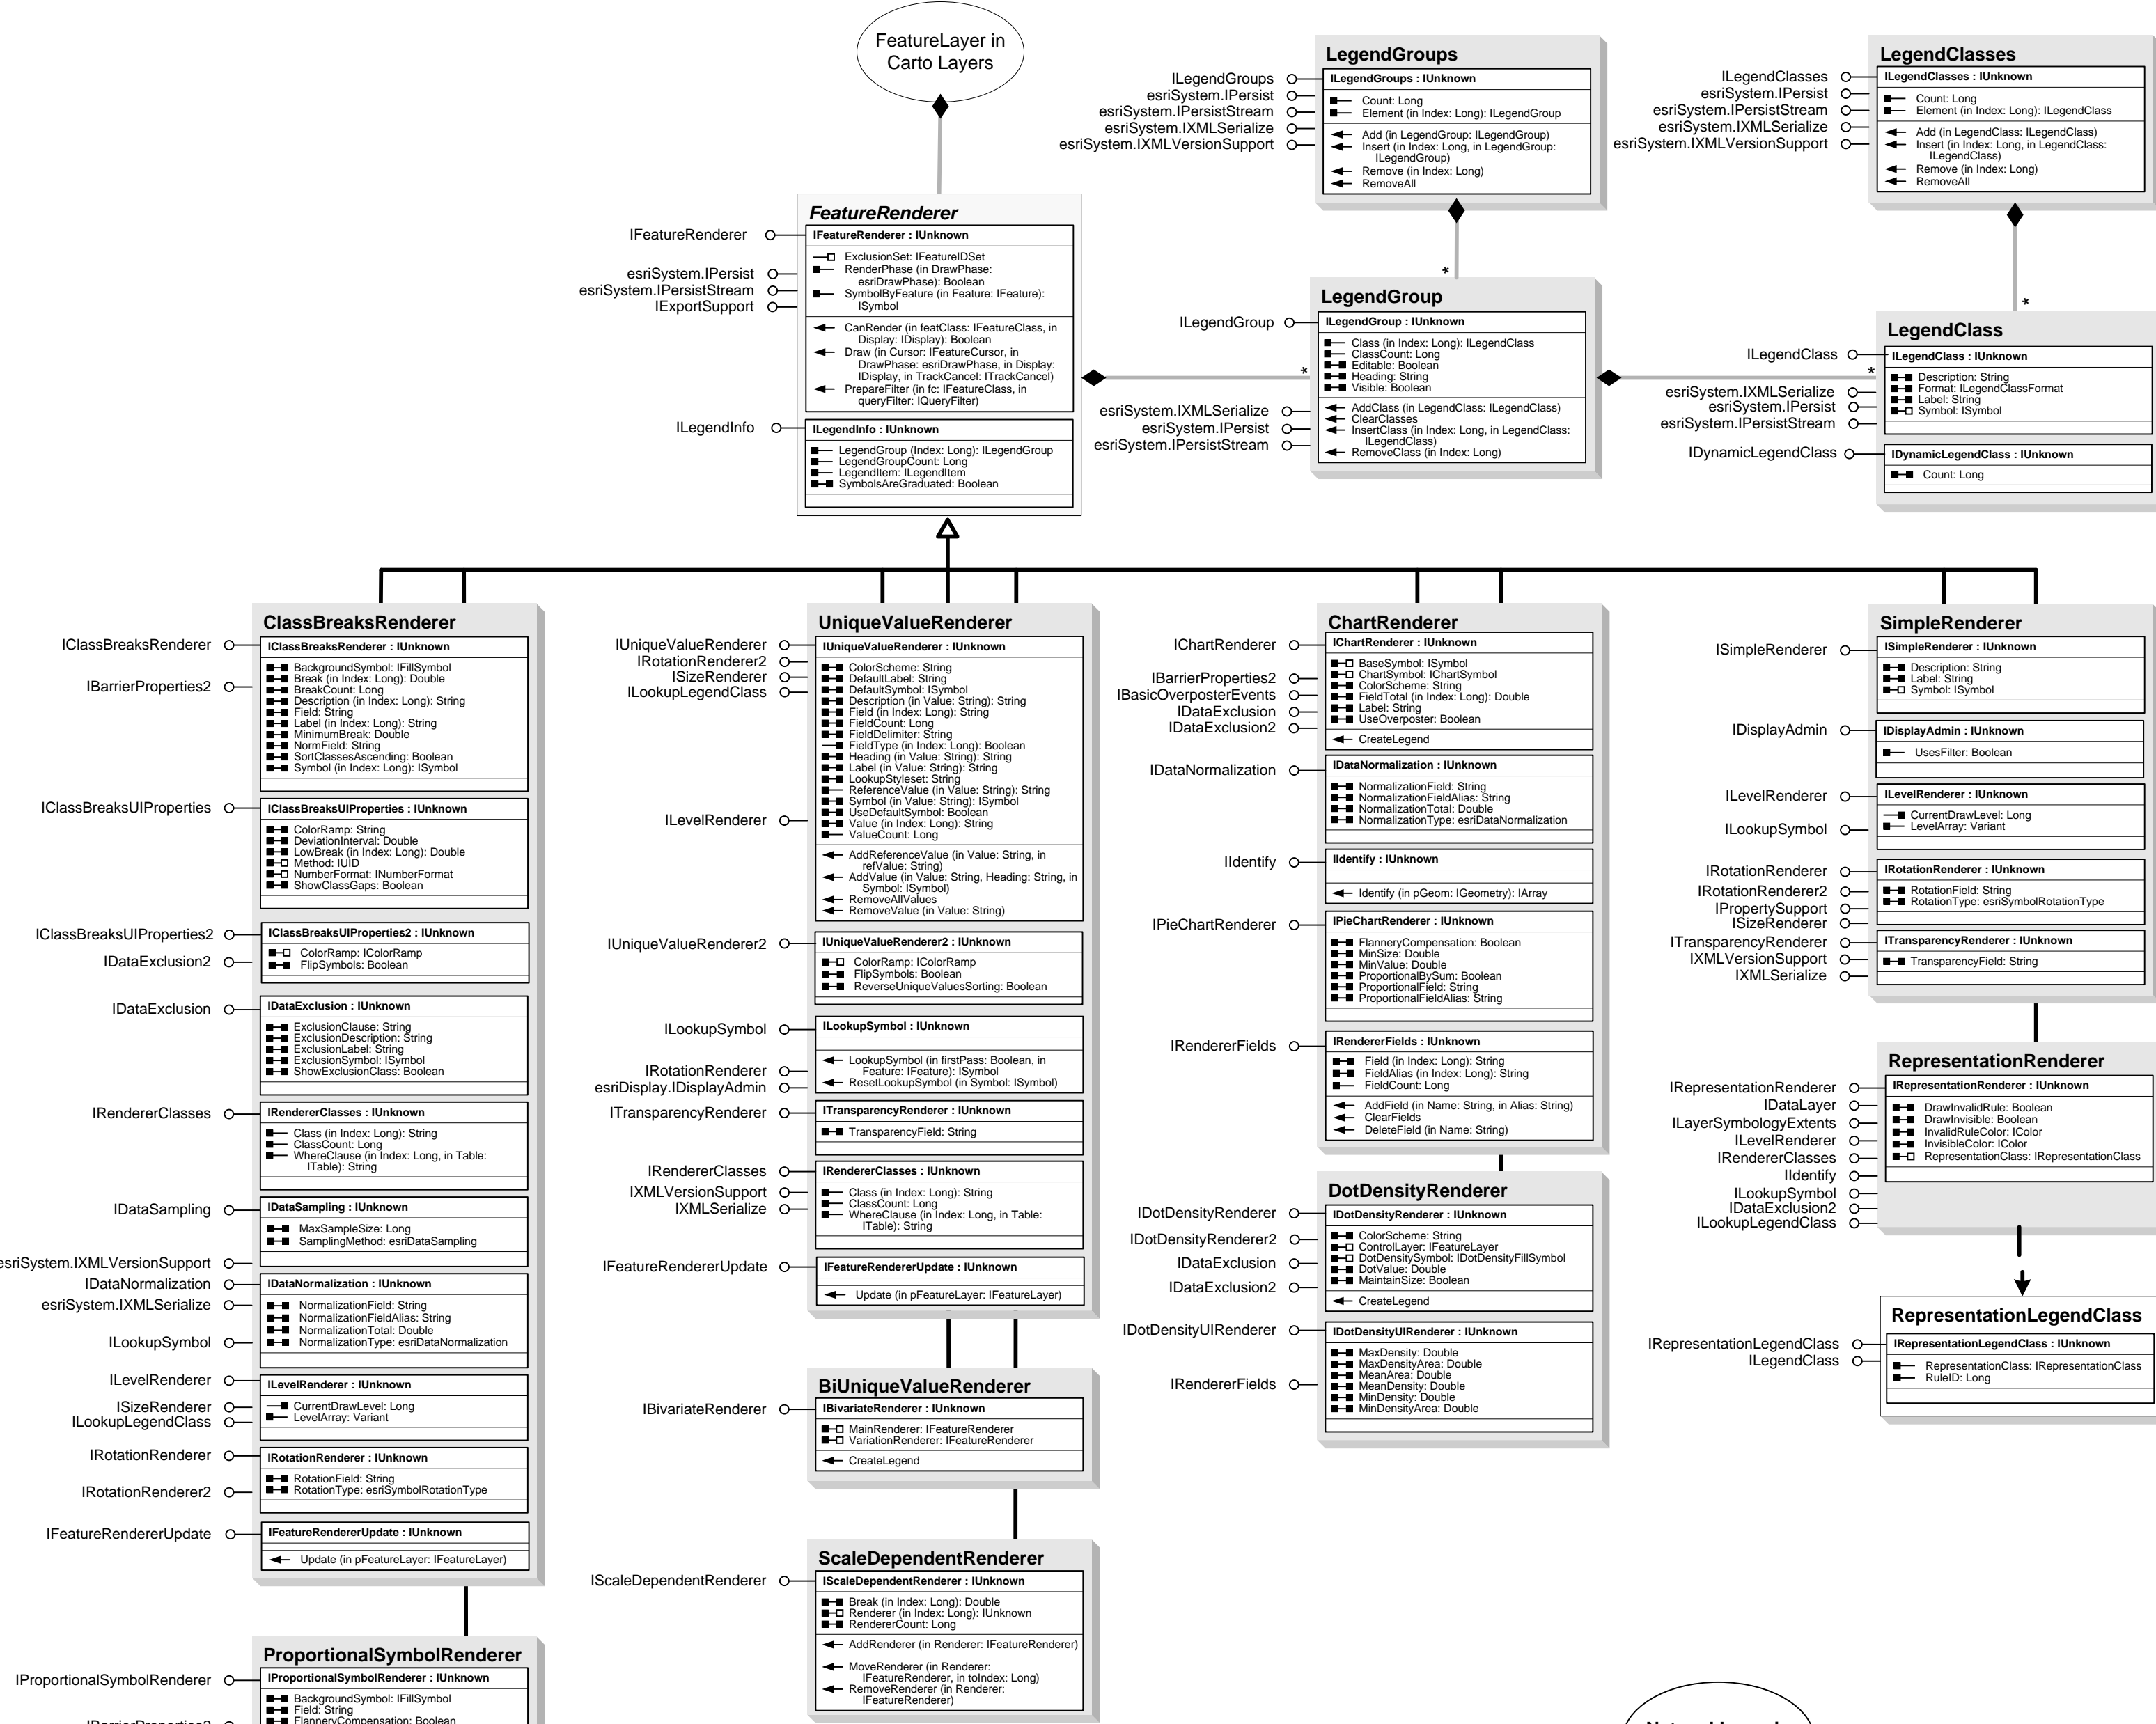 FeatureLayer in
Carto Layers
LegendGroups
ILegendGroups
esriSystem.IPersist
esriSystem.IPersistStream
esriSystem.IXMLSerialize
esriSystem.IXMLVersionSupport
ILegendGroups : IUnknown
Count: Long
Element (in Index: Long): ILegendGroup
Add (in LegendGroup: ILegendGroup)
Insert (in Index: Long, in LegendGroup:
ILegendGroup)
Remove (in Index: Long)
RemoveAll
*
LegendClasses
ILegendClasses
esriSystem.IPersist
esriSystem.IPersistStream
esriSystem.IXMLSerialize
esriSystem.IXMLVersionSupport
ILegendClasses : IUnknown
Count: Long
Element (in Index: Long): ILegendClass
Add (in LegendClass: ILegendClass)
Insert (in Index: Long, in LegendClass:
ILegendClass)
Remove (in Index: Long)
RemoveAll
*
FeatureRenderer
IFeatureRenderer
esriSystem.IPersist
esriSystem.IPersistStream
IExportSupport
IFeatureRenderer : IUnknown
ExclusionSet: IFeatureIDSet
RenderPhase (in DrawPhase:
esriDrawPhase): Boolean
SymbolByFeature (in Feature: IFeature):
ISymbol
CanRender (in featClass: IFeatureClass, in
Display: IDisplay): Boolean
Draw (in Cursor: IFeatureCursor, in
DrawPhase: esriDrawPhase, in Display:
IDisplay, in TrackCancel: ITrackCancel)
PrepareFilter (in fc: IFeatureClass, in
queryFilter: IQueryFilter)
ILegendInfo
ILegendInfo : IUnknown
LegendGroup (Index: Long): ILegendGroup
LegendGroupCount: Long
LegendItem: ILegendItem
SymbolsAreGraduated: Boolean
*
LegendGroup
ILegendGroup
ILegendGroup : IUnknown
Class (in Index: Long): ILegendClass
ClassCount: Long
Editable: Boolean
Heading: String
Visible: Boolean
esriSystem.IXMLSerialize
esriSystem.IPersist
esriSystem.IPersistStream
AddClass (in LegendClass: ILegendClass)
ClearClasses
InsertClass (in Index: Long, in LegendClass:
ILegendClass)
RemoveClass (in Index: Long)
*
LegendClass
ILegendClass
esriSystem.IXMLSerialize
esriSystem.IPersist
esriSystem.IPersistStream
ILegendClass : IUnknown
Description: String
Format: ILegendClassFormat
Label: String
Symbol: ISymbol
IDynamicLegendClass
IDynamicLegendClass : IUnknown
Count: Long
ClassBreaksRenderer
IClassBreaksRenderer
IBarrierProperties2
IClassBreaksRenderer : IUnknown
BackgroundSymbol: IFillSymbol
Break (in Index: Long): Double
BreakCount: Long
Description (in Index: Long): String
Field: String
Label (in Index: Long): String
MinimumBreak: Double
NormField: String
SortClassesAscending: Boolean
Symbol (in Index: Long): ISymbol
IClassBreaksUIProperties
IClassBreaksUIProperties : IUnknown
ColorRamp: String
DeviationInterval: Double
LowBreak (in Index: Long): Double
Method: IUID
NumberFormat: INumberFormat
ShowClassGaps: Boolean
IClassBreaksUIProperties2
IDataExclusion2
IClassBreaksUIProperties2 : IUnknown
ColorRamp: IColorRamp
FlipSymbols: Boolean
IDataExclusion
IDataExclusion : IUnknown
ExclusionClause: String
ExclusionDescription: String
ExclusionLabel: String
ExclusionSymbol: ISymbol
ShowExclusionClass: Boolean
IRendererClasses
IRendererClasses : IUnknown
Class (in Index: Long): String
ClassCount: Long
WhereClause (in Index: Long, in Table:
ITable): String
IDataSampling
IDataSampling : IUnknown
MaxSampleSize: Long
SamplingMethod: esriDataSampling
esriSystem.IXMLVersionSupport
IDataNormalization
esriSystem.IXMLSerialize
ILookupSymbol
IDataNormalization : IUnknown
NormalizationField: String
NormalizationFieldAlias: String
NormalizationTotal: Double
NormalizationType: esriDataNormalization
ILevelRenderer
ISizeRenderer
ILookupLegendClass
ILevelRenderer : IUnknown
CurrentDrawLevel: Long
LevelArray: Variant
IRotationRenderer
IRotationRenderer2
IRotationRenderer : IUnknown
RotationField: String
RotationType: esriSymbolRotationType
IFeatureRendererUpdate
IFeatureRendererUpdate : IUnknown
Update (in pFeatureLayer: IFeatureLayer)
ProportionalSymbolRenderer
IProportionalSymbolRenderer
IProportionalSymbolRenderer : IUnknown
BackgroundSymbol: IFillSymbol
Field: String
FlanneryCompensation: Boolean
IBarrierProperties2
UniqueValueRenderer
IUniqueValueRenderer
IRotationRenderer2
ISizeRenderer
ILookupLegendClass
ILevelRenderer
IUniqueValueRenderer : IUnknown
ColorScheme: String
DefaultLabel: String
DefaultSymbol: ISymbol
Description (in Value: String): String
Field (in Index: Long): String
FieldCount: Long
FieldDelimiter: String
FieldType (in Index: Long): Boolean
Heading (in Value: String): String
Label (in Value: String): String
LookupStyleset: String
ReferenceValue (in Value: String): String
Symbol (in Value: String): ISymbol
UseDefaultSymbol: Boolean
Value (in Index: Long): String
ValueCount: Long
AddReferenceValue (in Value: String, in
refValue: String)
AddValue (in Value: String, Heading: String, in
Symbol: ISymbol)
RemoveAllValues
RemoveValue (in Value: String)
IUniqueValueRenderer2
IUniqueValueRenderer2 : IUnknown
ColorRamp: IColorRamp
FlipSymbols: Boolean
ReverseUniqueValuesSorting: Boolean
ILookupSymbol
IRotationRenderer
esriDisplay.IDisplayAdmin
ILookupSymbol : IUnknown
LookupSymbol (in firstPass: Boolean, in
Feature: IFeature): ISymbol
ResetLookupSymbol (in Symbol: ISymbol)
ITransparencyRenderer
ITransparencyRenderer : IUnknown
TransparencyField: String
IRendererClasses
IXMLVersionSupport
IXMLSerialize
IRendererClasses : IUnknown
Class (in Index: Long): String
ClassCount: Long
WhereClause (in Index: Long, in Table:
ITable): String
IFeatureRendererUpdate
IFeatureRendererUpdate : IUnknown
Update (in pFeatureLayer: IFeatureLayer)
BiUniqueValueRenderer
IBivariateRenderer
IBivariateRenderer : IUnknown
MainRenderer: IFeatureRenderer
VariationRenderer: IFeatureRenderer
CreateLegend
ScaleDependentRenderer
IScaleDependentRenderer
IScaleDependentRenderer : IUnknown
Break (in Index: Long): Double
Renderer (in Index: Long): IUnknown
RendererCount: Long
AddRenderer (in Renderer: IFeatureRenderer)
MoveRenderer (in Renderer:
IFeatureRenderer, in toIndex: Long)
RemoveRenderer (in Renderer:
IFeatureRenderer)
ChartRenderer
IChartRenderer
IBarrierProperties2
IBasicOverposterEvents
IDataExclusion
IDataExclusion2
IChartRenderer : IUnknown
BaseSymbol: ISymbol
ChartSymbol: IChartSymbol
ColorScheme: String
FieldTotal (in Index: Long): Double
Label: String
UseOverposter: Boolean
CreateLegend
IDataNormalization
IDataNormalization : IUnknown
NormalizationField: String
NormalizationFieldAlias: String
NormalizationTotal: Double
NormalizationType: esriDataNormalization
IIdentify
IIdentify : IUnknown
Identify (in pGeom: IGeometry): IArray
IPieChartRenderer
IPieChartRenderer : IUnknown
FlanneryCompensation: Boolean
MinSize: Double
MinValue: Double
ProportionalBySum: Boolean
ProportionalField: String
ProportionalFieldAlias: String
IRendererFields
IRendererFields : IUnknown
Field (in Index: Long): String
FieldAlias (in Index: Long): String
FieldCount: Long
AddField (in Name: String, in Alias: String)
ClearFields
DeleteField (in Name: String)
DotDensityRenderer
IDotDensityRenderer
IDotDensityRenderer2
IDataExclusion
IDataExclusion2
IDotDensityRenderer : IUnknown
ColorScheme: String
ControlLayer: IFeatureLayer
DotDensitySymbol: IDotDensityFillSymbol
DotValue: Double
MaintainSize: Boolean
CreateLegend
IDotDensityUIRenderer
IRendererFields
IDotDensityUIRenderer : IUnknown
MaxDensity: Double
MaxDensityArea: Double
MeanArea: Double
MeanDensity: Double
MinDensity: Double
MinDensityArea: Double
SimpleRenderer
ISimpleRenderer
ISimpleRenderer : IUnknown
Description: String
Label: String
Symbol: ISymbol
IDisplayAdmin
IDisplayAdmin : IUnknown
UsesFilter: Boolean
ILevelRenderer
ILookupSymbol
ILevelRenderer : IUnknown
CurrentDrawLevel: Long
LevelArray: Variant
IRotationRenderer
IRotationRenderer2
IPropertySupport
ISizeRenderer
IRotationRenderer : IUnknown
RotationField: String
RotationType: esriSymbolRotationType
ITransparencyRenderer
IXMLVersionSupport
IXMLSerialize
ITransparencyRenderer : IUnknown
TransparencyField: String
RepresentationRenderer
IRepresentationRenderer
IDataLayer
ILayerSymbologyExtents
ILevelRenderer
IRendererClasses
IIdentify
ILookupSymbol
IDataExclusion2
ILookupLegendClass
IRepresentationRenderer : IUnknown
DrawInvalidRule: Boolean
DrawInvisible: Boolean
InvalidRuleColor: IColor
InvisibleColor: IColor
RepresentationClass: IRepresentationClass
RepresentationLegendClass
IRepresentationLegendClass
ILegendClass
IRepresentationLegendClass : IUnknown
RepresentationClass: IRepresentationClass
RuleID: Long